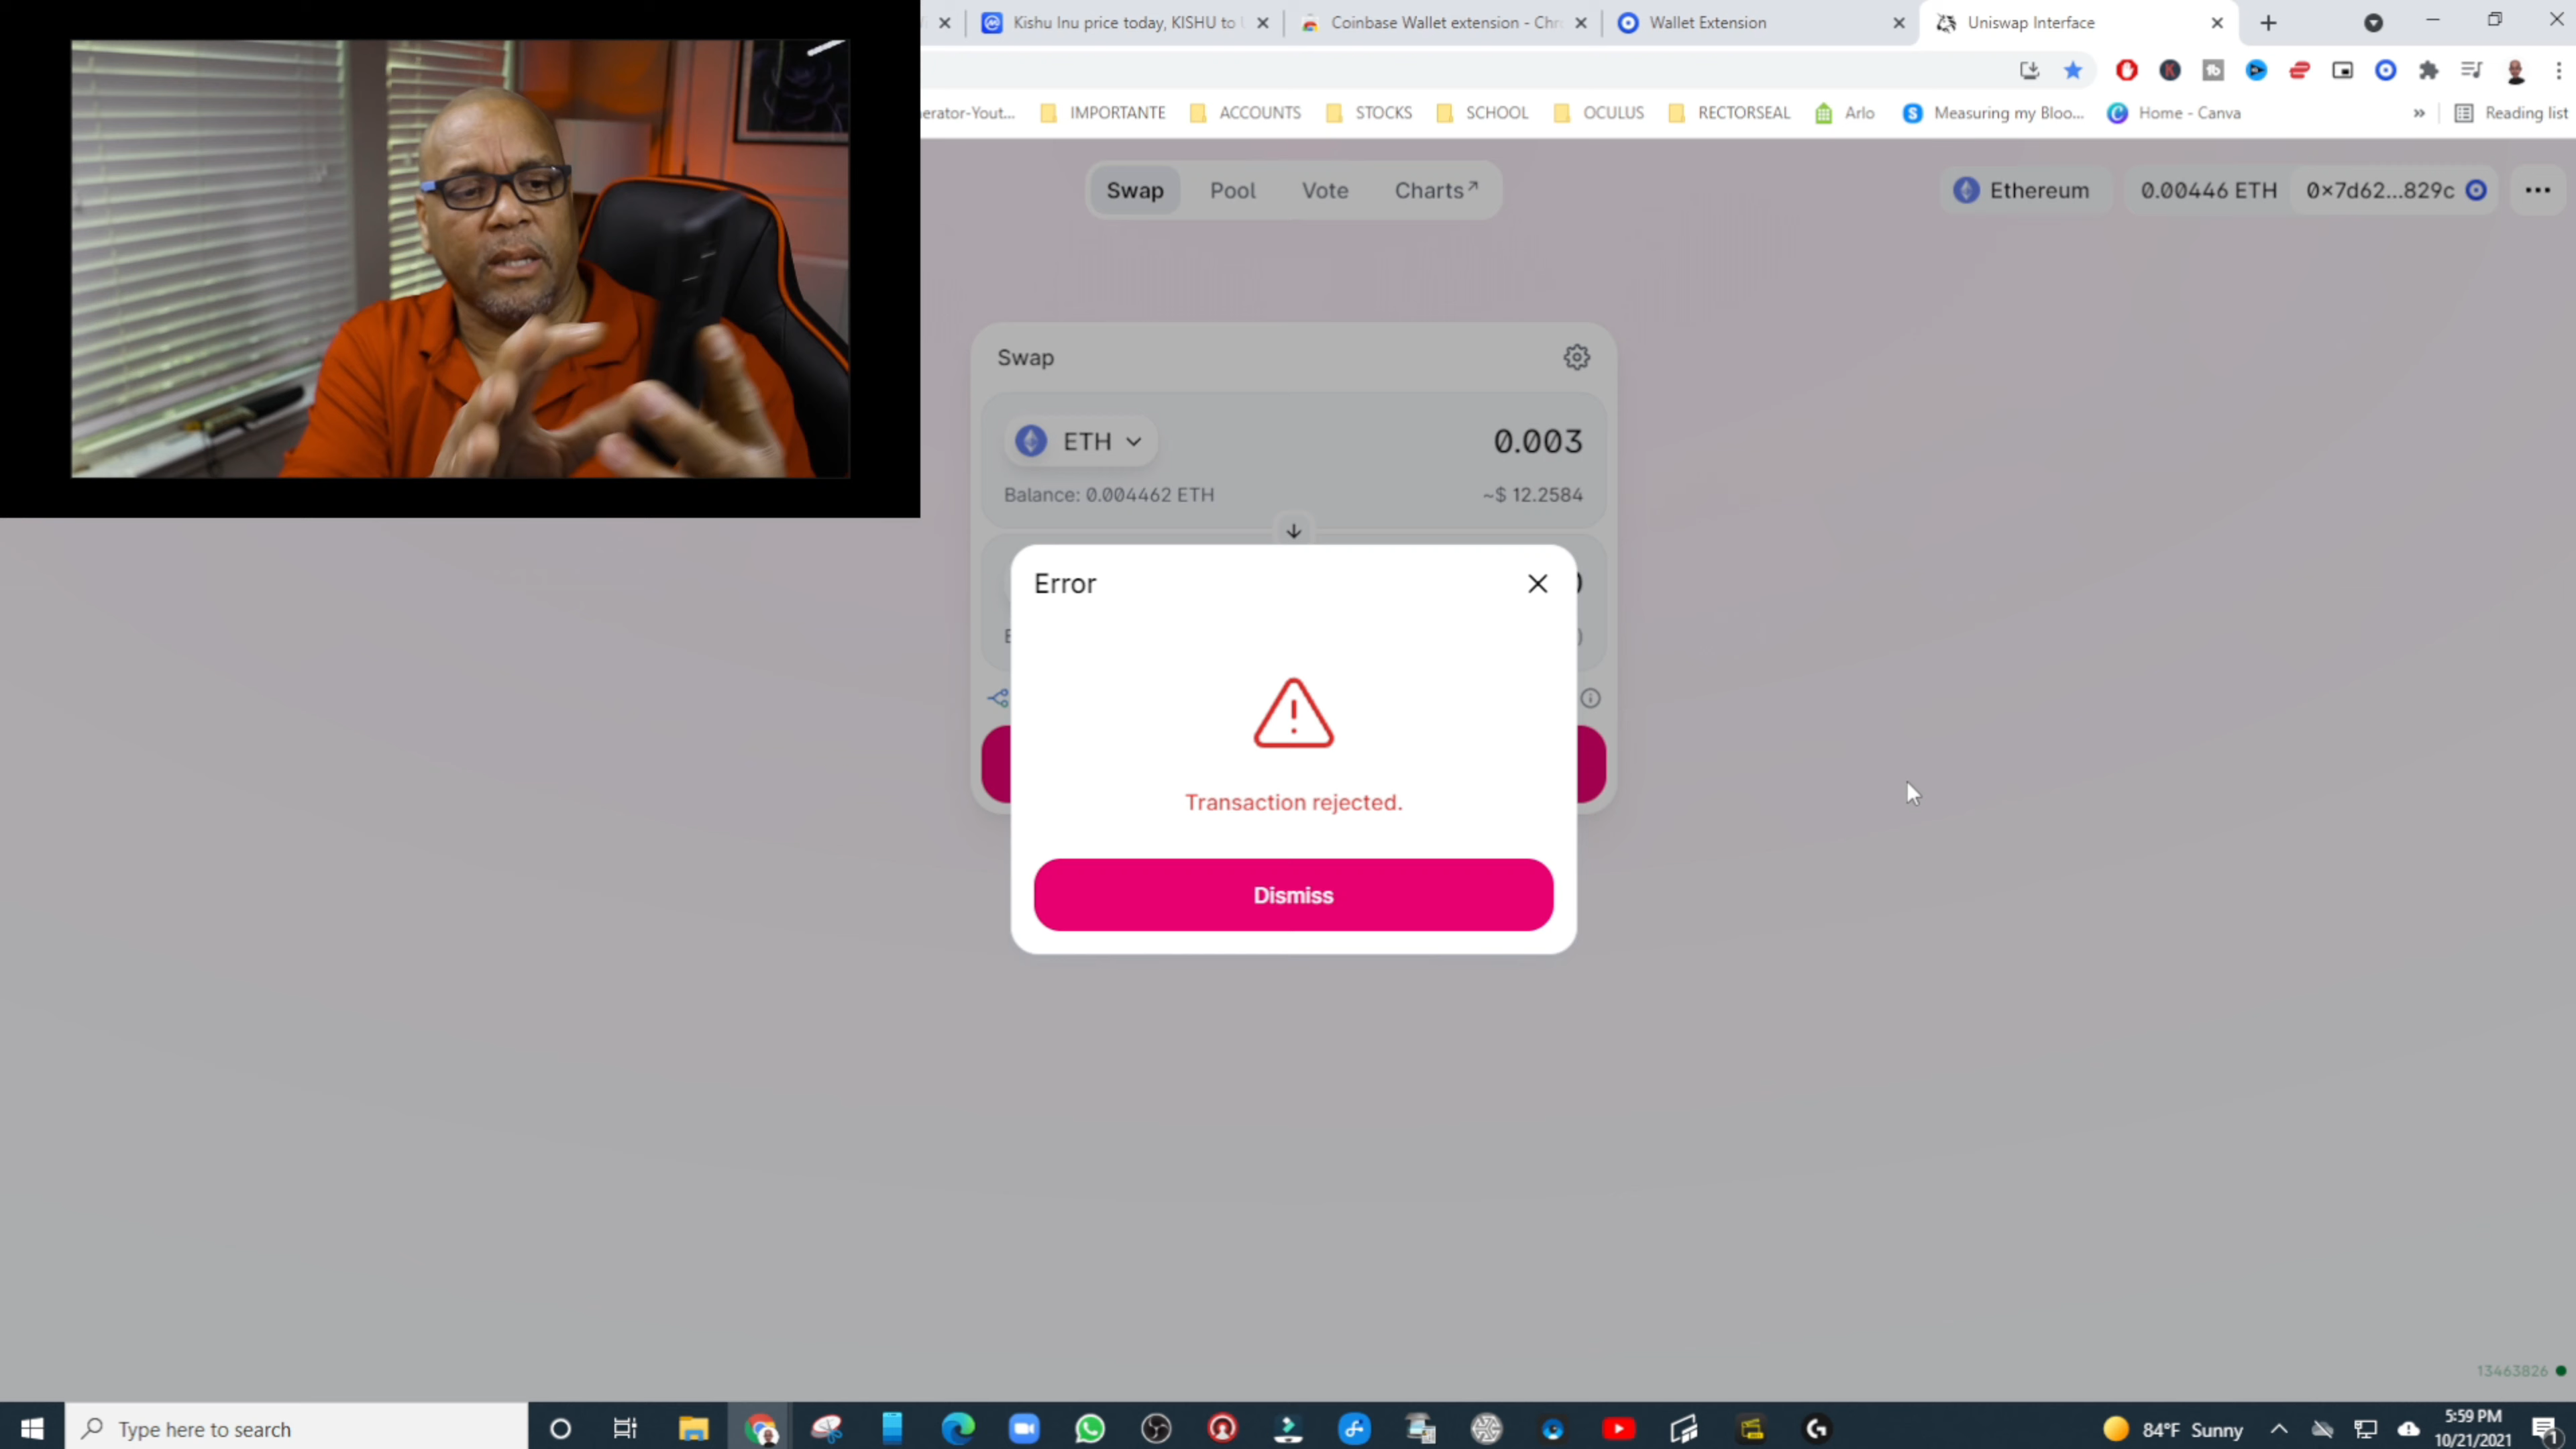 Kishu Inu price today, KISHU to
Coinbase Wallet extension - Chr
Wallet Extension
Uniswap Interface
erator-Yout...
IMPORTANTE
ACCOUNTS
STOCKS
SCHOOL
OCULUS
RECTORSEAL
Arlo
Measuring my Bloo...
Home - Canva
»
Reading list
Swap
Pool
Vote
Charts↗
Ethereum
0.00446 ETH
0×7d62...829c
Swap
ETH
0.003
Balance: 0.004462 ETH
~$ 12.2584
Error
Transaction rejected.
Dismiss
13463826
Type here to search
84°F Sunny
5:59 PM
10/21/2021
1